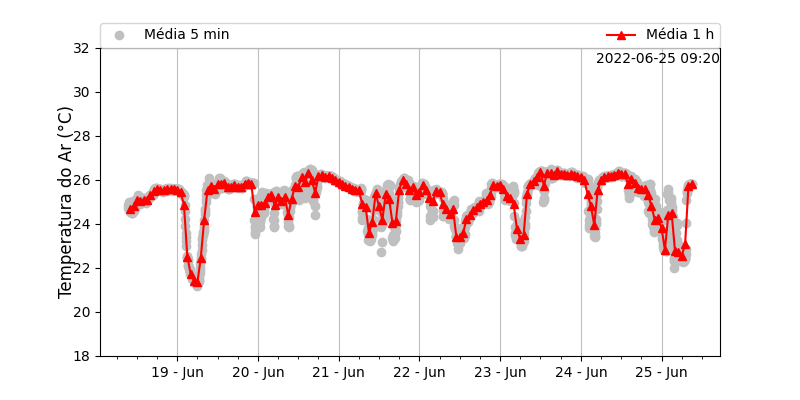 Média 5 min
Média 1 h
2022-06-25 09:20
Temperatura do Ar (°C)
32
30
28
26
24
22
20
18
19 - Jun
20 - Jun
21 - Jun
22 - Jun
23 - Jun
24 - Jun
25 - Jun